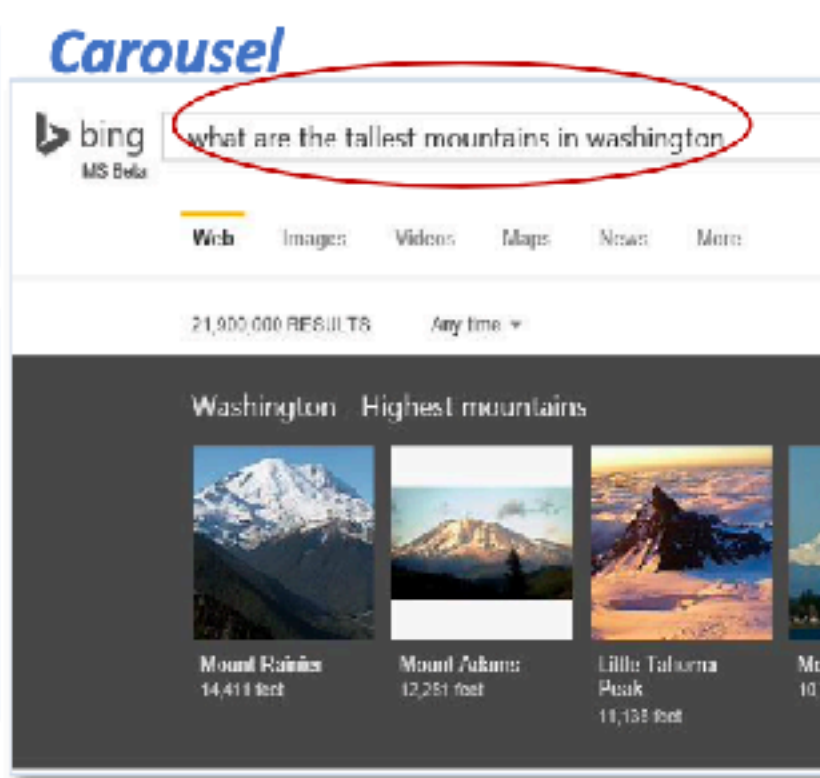 Carousel
bing
what are the tallest mountains in washington
MS Beta
Web Images Videos Maps News More
21,900,000 RESULTS Any time
Washington Highest mountains
Mount Rainier Mount Adams Little Tahoma
14,411 feet 12,281 feet Peak
11,138 feet